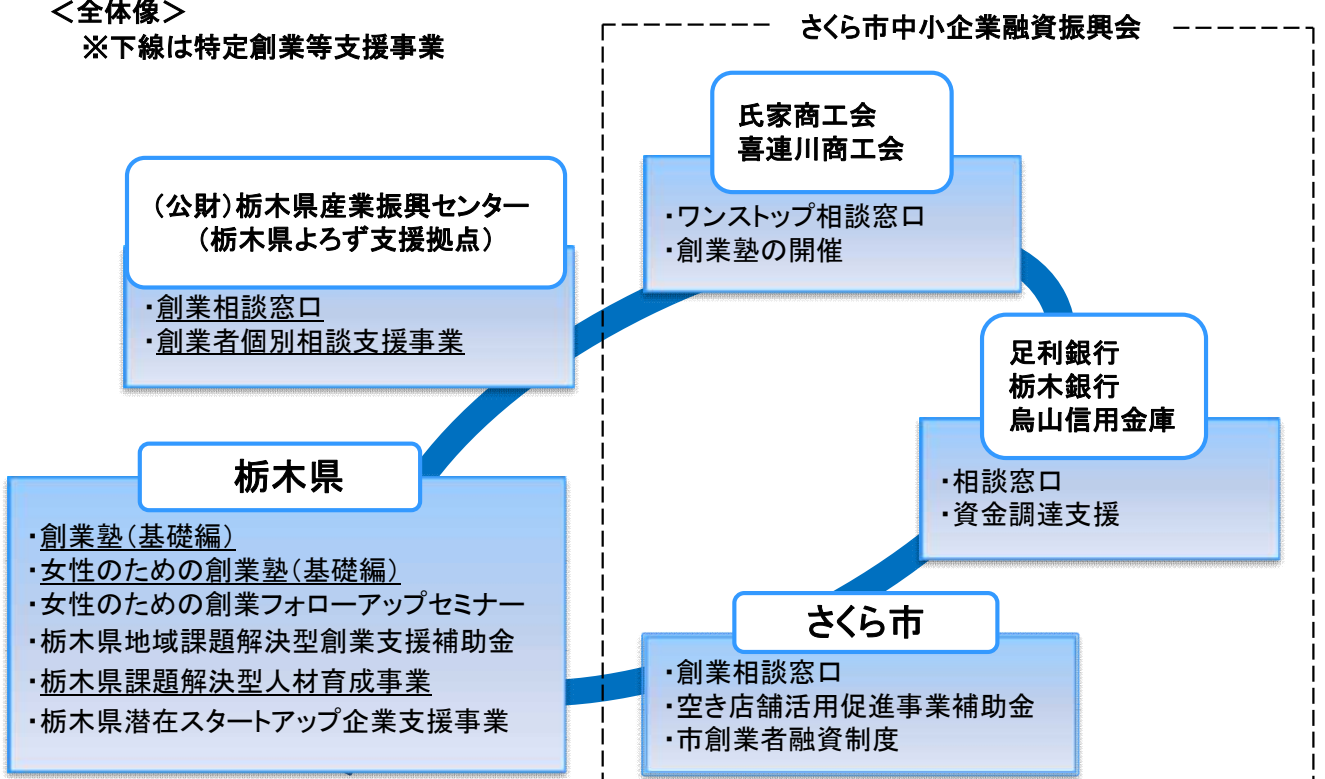 <全体像>
※下線は特定創業等支援事業
さくら市中小企業融資振興会
氏家商工会
喜連川商工会
・ワンストップ相談窓口
・創業塾の開催
(公財)栃木県産業振興センター
(栃木県よろず支援拠点)
・創業相談窓口
・創業者個別相談支援事業
足利銀行
栃木銀行
烏山信用金庫
・相談窓口
・資金調達支援
栃木県
・創業塾(基礎編)
・女性のための創業塾(基礎編)
・女性のための創業フォローアップセミナー
・栃木県地域課題解決型創業支援補助金
・栃木県課題解決型人材育成事業
・栃木県潜在スタートアップ企業支援事業
さくら市
・創業相談窓口
・空き店舗活用促進事業補助金
・市創業者融資制度